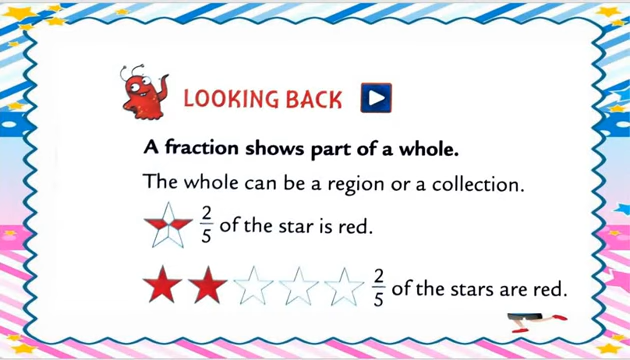 LOOKING BACK
A fraction shows part of a whole.
The whole can be a region or a collection.
2/5 of the star is red.
2/5 of the stars are red.